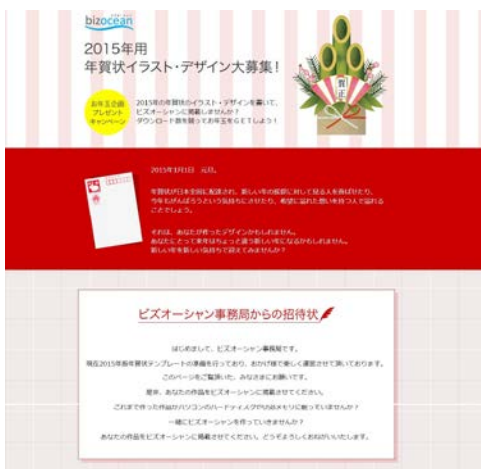 bizocean
2015年用
年賀状イラスト・デザイン大募集！
お年玉企画
プレゼント
キャンペーン
2015年の年賀状のイラスト・デザインを書いて、
ビズオーシャンに掲載しませんか？
ダウンロード数を競ってお年玉をGETしよう！
賀正
2015年1月1日　元旦。
年賀状が日本全国に配達され、新しい年の挨拶に対して見る人を喜ばせたり、
今年もがんばろうという気持ちにさせたり、希望に溢れた想いを持つ人で溢れる
ことでしょう。
それは、あなたが作ったデザインかもしれません。
あなたにとって来年はちょっと違う新しい年になるかもしれません。
新しい年を新しい気持ちで迎えてみませんか？
ビズオーシャン事務局からの招待状
はじめまして、ビズオーシャン事務局です。
現在2015年版年賀状テンプレートの準備を行っており、おかげ様で楽しく運営させて頂いております。
このページをご覧頂いた、みなさまにお願いです。
是非、あなたの作品をビズオーシャンに掲載させてください。
これまで作った作品がパソコンのハードディスクやUSBメモリに眠っていませんか？
一緒にビズオーシャンを作っていきませんか？
あなたの作品をビズオーシャンに掲載させてください。どうぞよろしくおねがいいたします。